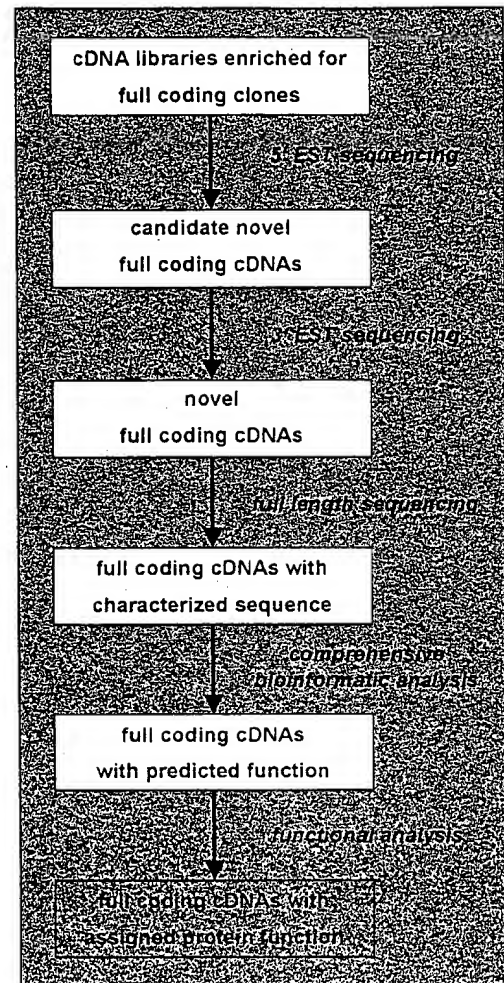 cDNA libraries enriched for
full coding clones
5' EST sequencing
candidate novel
full coding cDNAs
3' EST sequencing
novel
full coding cDNAs
full length sequencing
full coding cDNAs with
characterized sequence
comprehensive
bioinformatic analysis
full coding cDNAs
with predicted function
functional analysis
full coding cDNAs with
assigned protein function